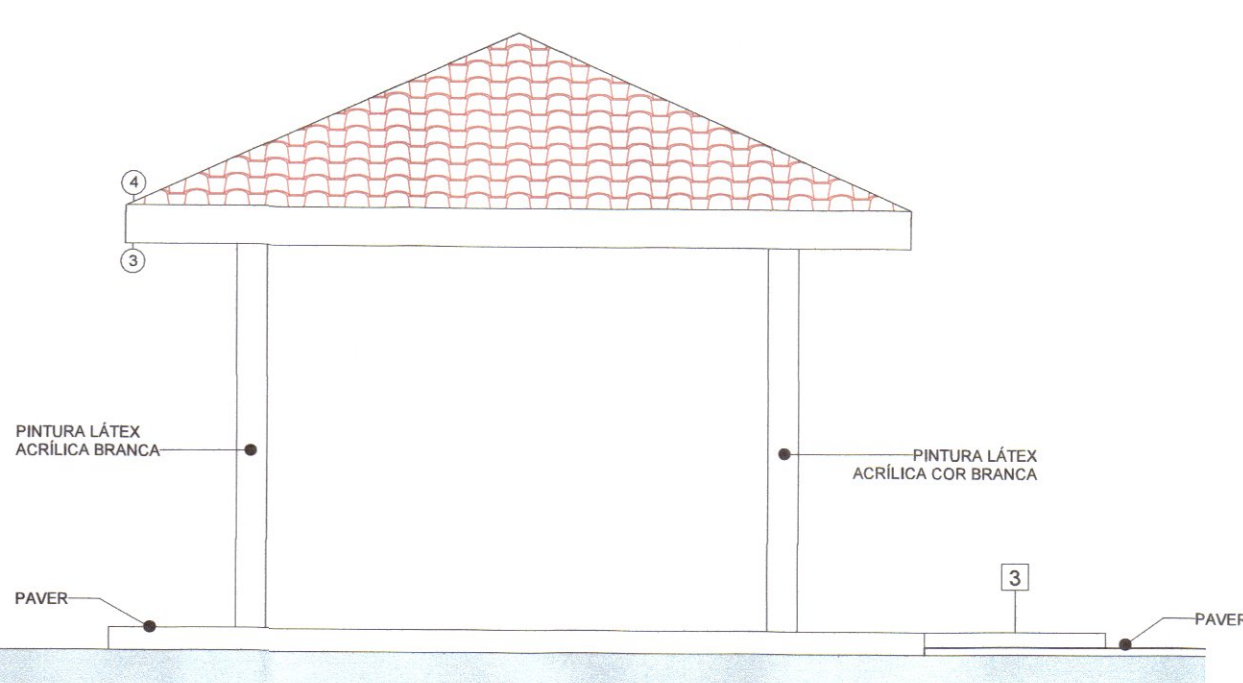 4
3
PINTURA LÁTEX
ACRÍLICA BRANCA
PINTURA LÁTEX
ACRÍLICA COR BRANCA
3
PAVER
PAVER